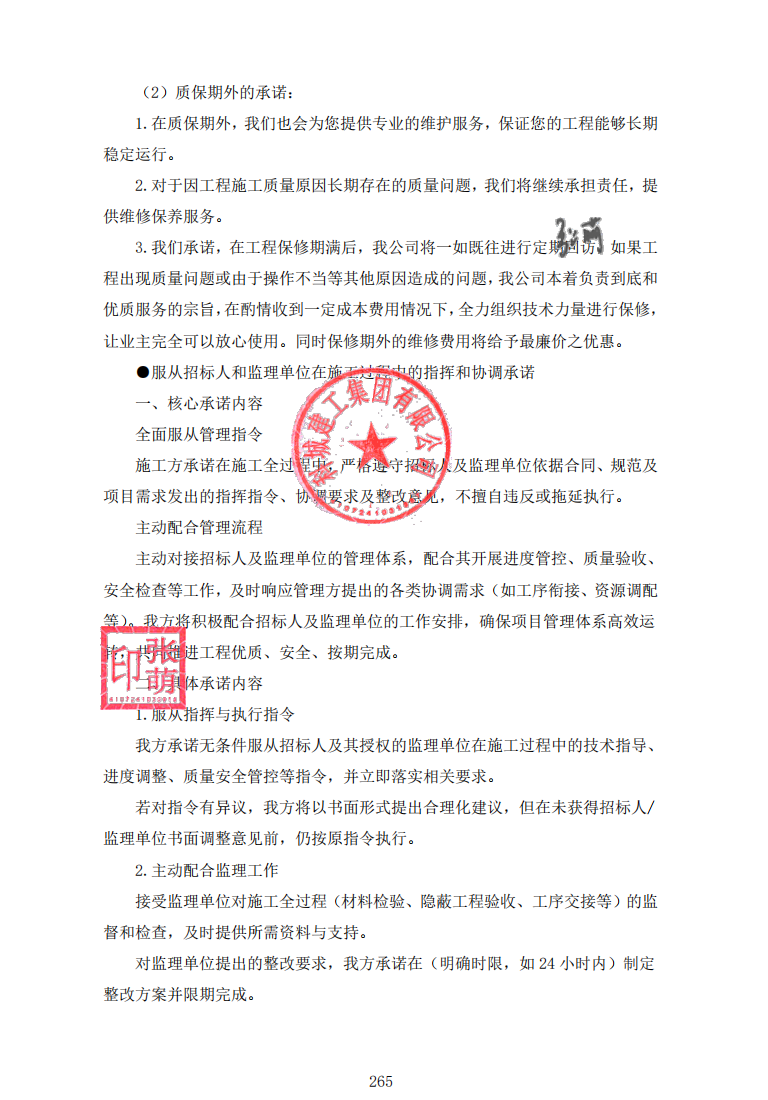 （2）质保期外的承诺：
1.在质保期外，我们也会为您提供专业的维护服务，保证您的工程能够长期
稳定运行。
2.对于因工程施工质量原因长期存在的质量问题，我们将继续承担责任，提
供维修保养服务。
3.我们承诺，在工程保修期满后，我公司将一如既往进行定期回访。如果工
程出现质量问题或由于操作不当等其他原因造成的问题，我公司本着负责到底和
优质服务的宗旨，在酌情收到一定成本费用情况下，全力组织技术力量进行保修，
让业主完全可以放心使用。同时保修期外的维修费用将给予最廉价之优惠。
●服从招标人和监理单位在施工过程中的指挥和协调承诺
一、核心承诺内容
全面服从管理指令
施工方承诺在施工全过程中，严格遵守招标人及监理单位依据合同、规范及
项目需求发出的指挥指令、协调要求及整改意见，不擅自违反或拖延执行。
主动配合管理流程
主动对接招标人及监理单位的管理体系，配合其开展进度管控、质量验收、
安全检查等工作，及时响应管理方提出的各类协调需求（如工序衔接、资源调配
等）。我方将积极配合招标人及监理单位的工作安排，确保项目管理体系高效运
转，共同推进工程优质、安全、按期完成。
二、具体承诺内容
1.服从指挥与执行指令
我方承诺无条件服从招标人及其授权的监理单位在施工过程中的技术指导、
进度调整、质量安全管控等指令，并立即落实相关要求。
若对指令有异议，我方将以书面形式提出合理化建议，但在未获得招标人/
监理单位书面调整意见前，仍按原指令执行。
2.主动配合监理工作
接受监理单位对施工全过程（材料检验、隐蔽工程验收、工序交接等）的监
督和检查，及时提供所需资料与支持。
对监理单位提出的整改要求，我方承诺在（明确时限，如 24 小时内）制定
整改方案并限期完成。
265
城建工集团有限公司
张萌印